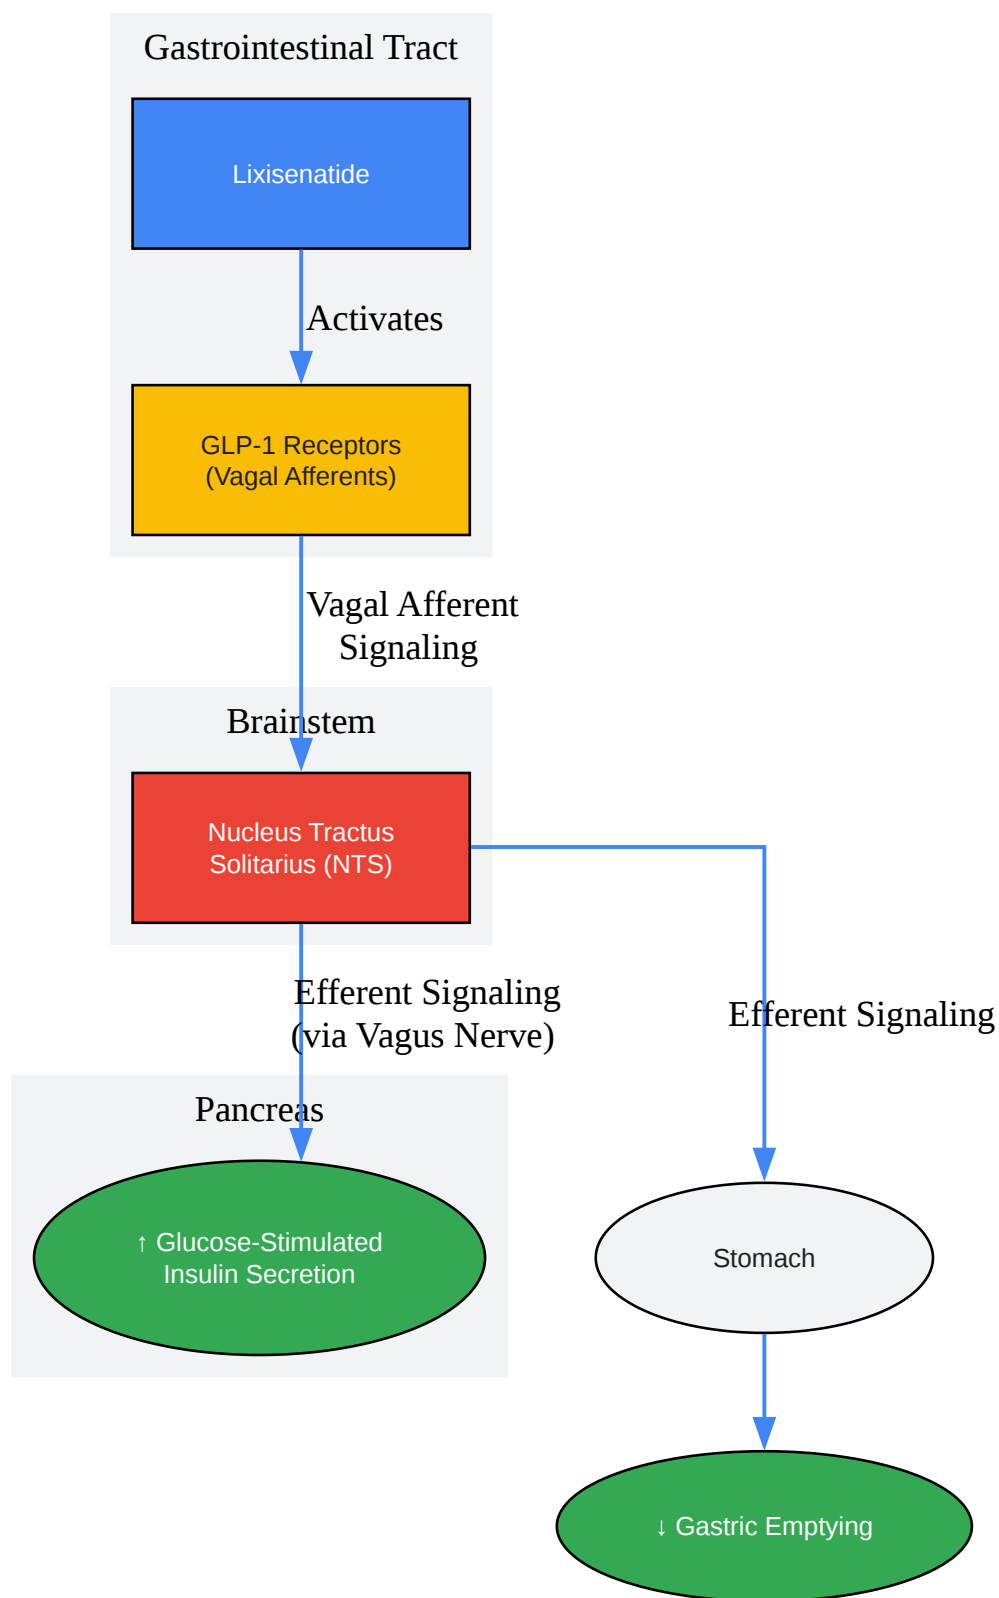 Gastrointestinal Tract
Lixisenatide
Activates
GLP-1 Receptors
(Vagal Afferents)
Vagal Afferent
Signaling
Brainstem
Nucleus Tractus
Solitarius (NTS)
Efferent Signaling
(via Vagus Nerve)
Efferent Signaling
Pancreas
↑ Glucose-Stimulated
Insulin Secretion
Stomach
↓ Gastric Emptying